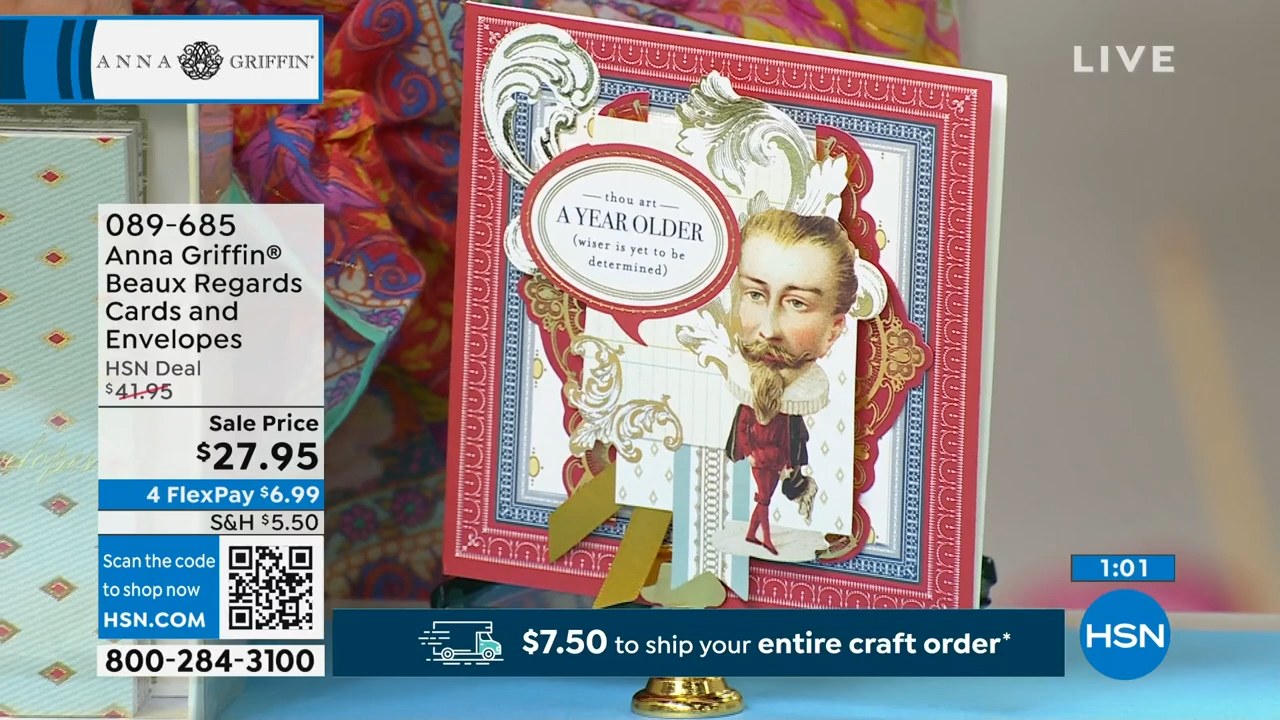 ANNA GRIFFIN®
LIVE
thou art
A YEAR OLDER
(wiser is yet to be
determined)
089-685
Anna Griffin®
Beaux Regards
Cards and
Envelopes
HSN Deal
$41.95
Sale Price
$27.95
4 FlexPay $6.99
S&H $5.50
Scan the code
to shop now
HSN.COM
800-284-3100
$7.50 to ship your entire craft order*
1:01
HSN